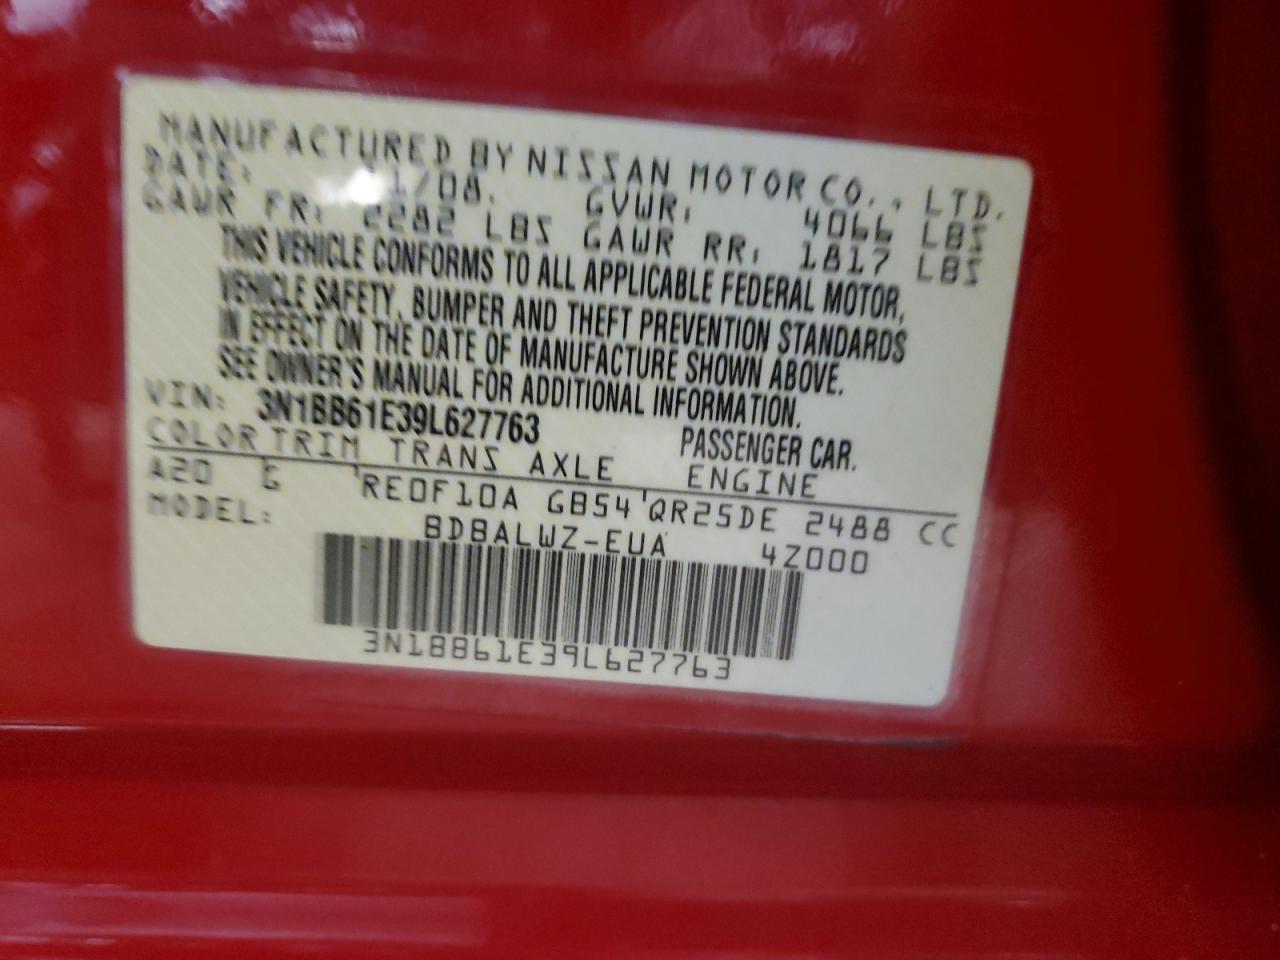 MANUFACTURED BY NISSAN MOTOR CO., LTD.
DATE: 1/08. GVWR: 4066 LBS
GAWR FR: 2282 LBS GAWR RR: 1817 LBS
THIS VEHICLE CONFORMS TO ALL APPLICABLE FEDERAL MOTOR,
VEHICLE SAFETY, BUMPER AND THEFT PREVENTION STANDARDS
IN EFFECT ON THE DATE OF MANUFACTURE SHOWN ABOVE.
SEE OWNER'S MANUAL FOR ADDITIONAL INFORMATION.
VIN: 3N1BB61E39L627763 PASSENGER CAR.
COLOR TRIM TRANS AXLE ENGINE
A20 G RE0F10A GB54 QR25DE 2488 CC
MODEL: BDBALWZ-EUA 4Z000
3N1BB61E39L627763